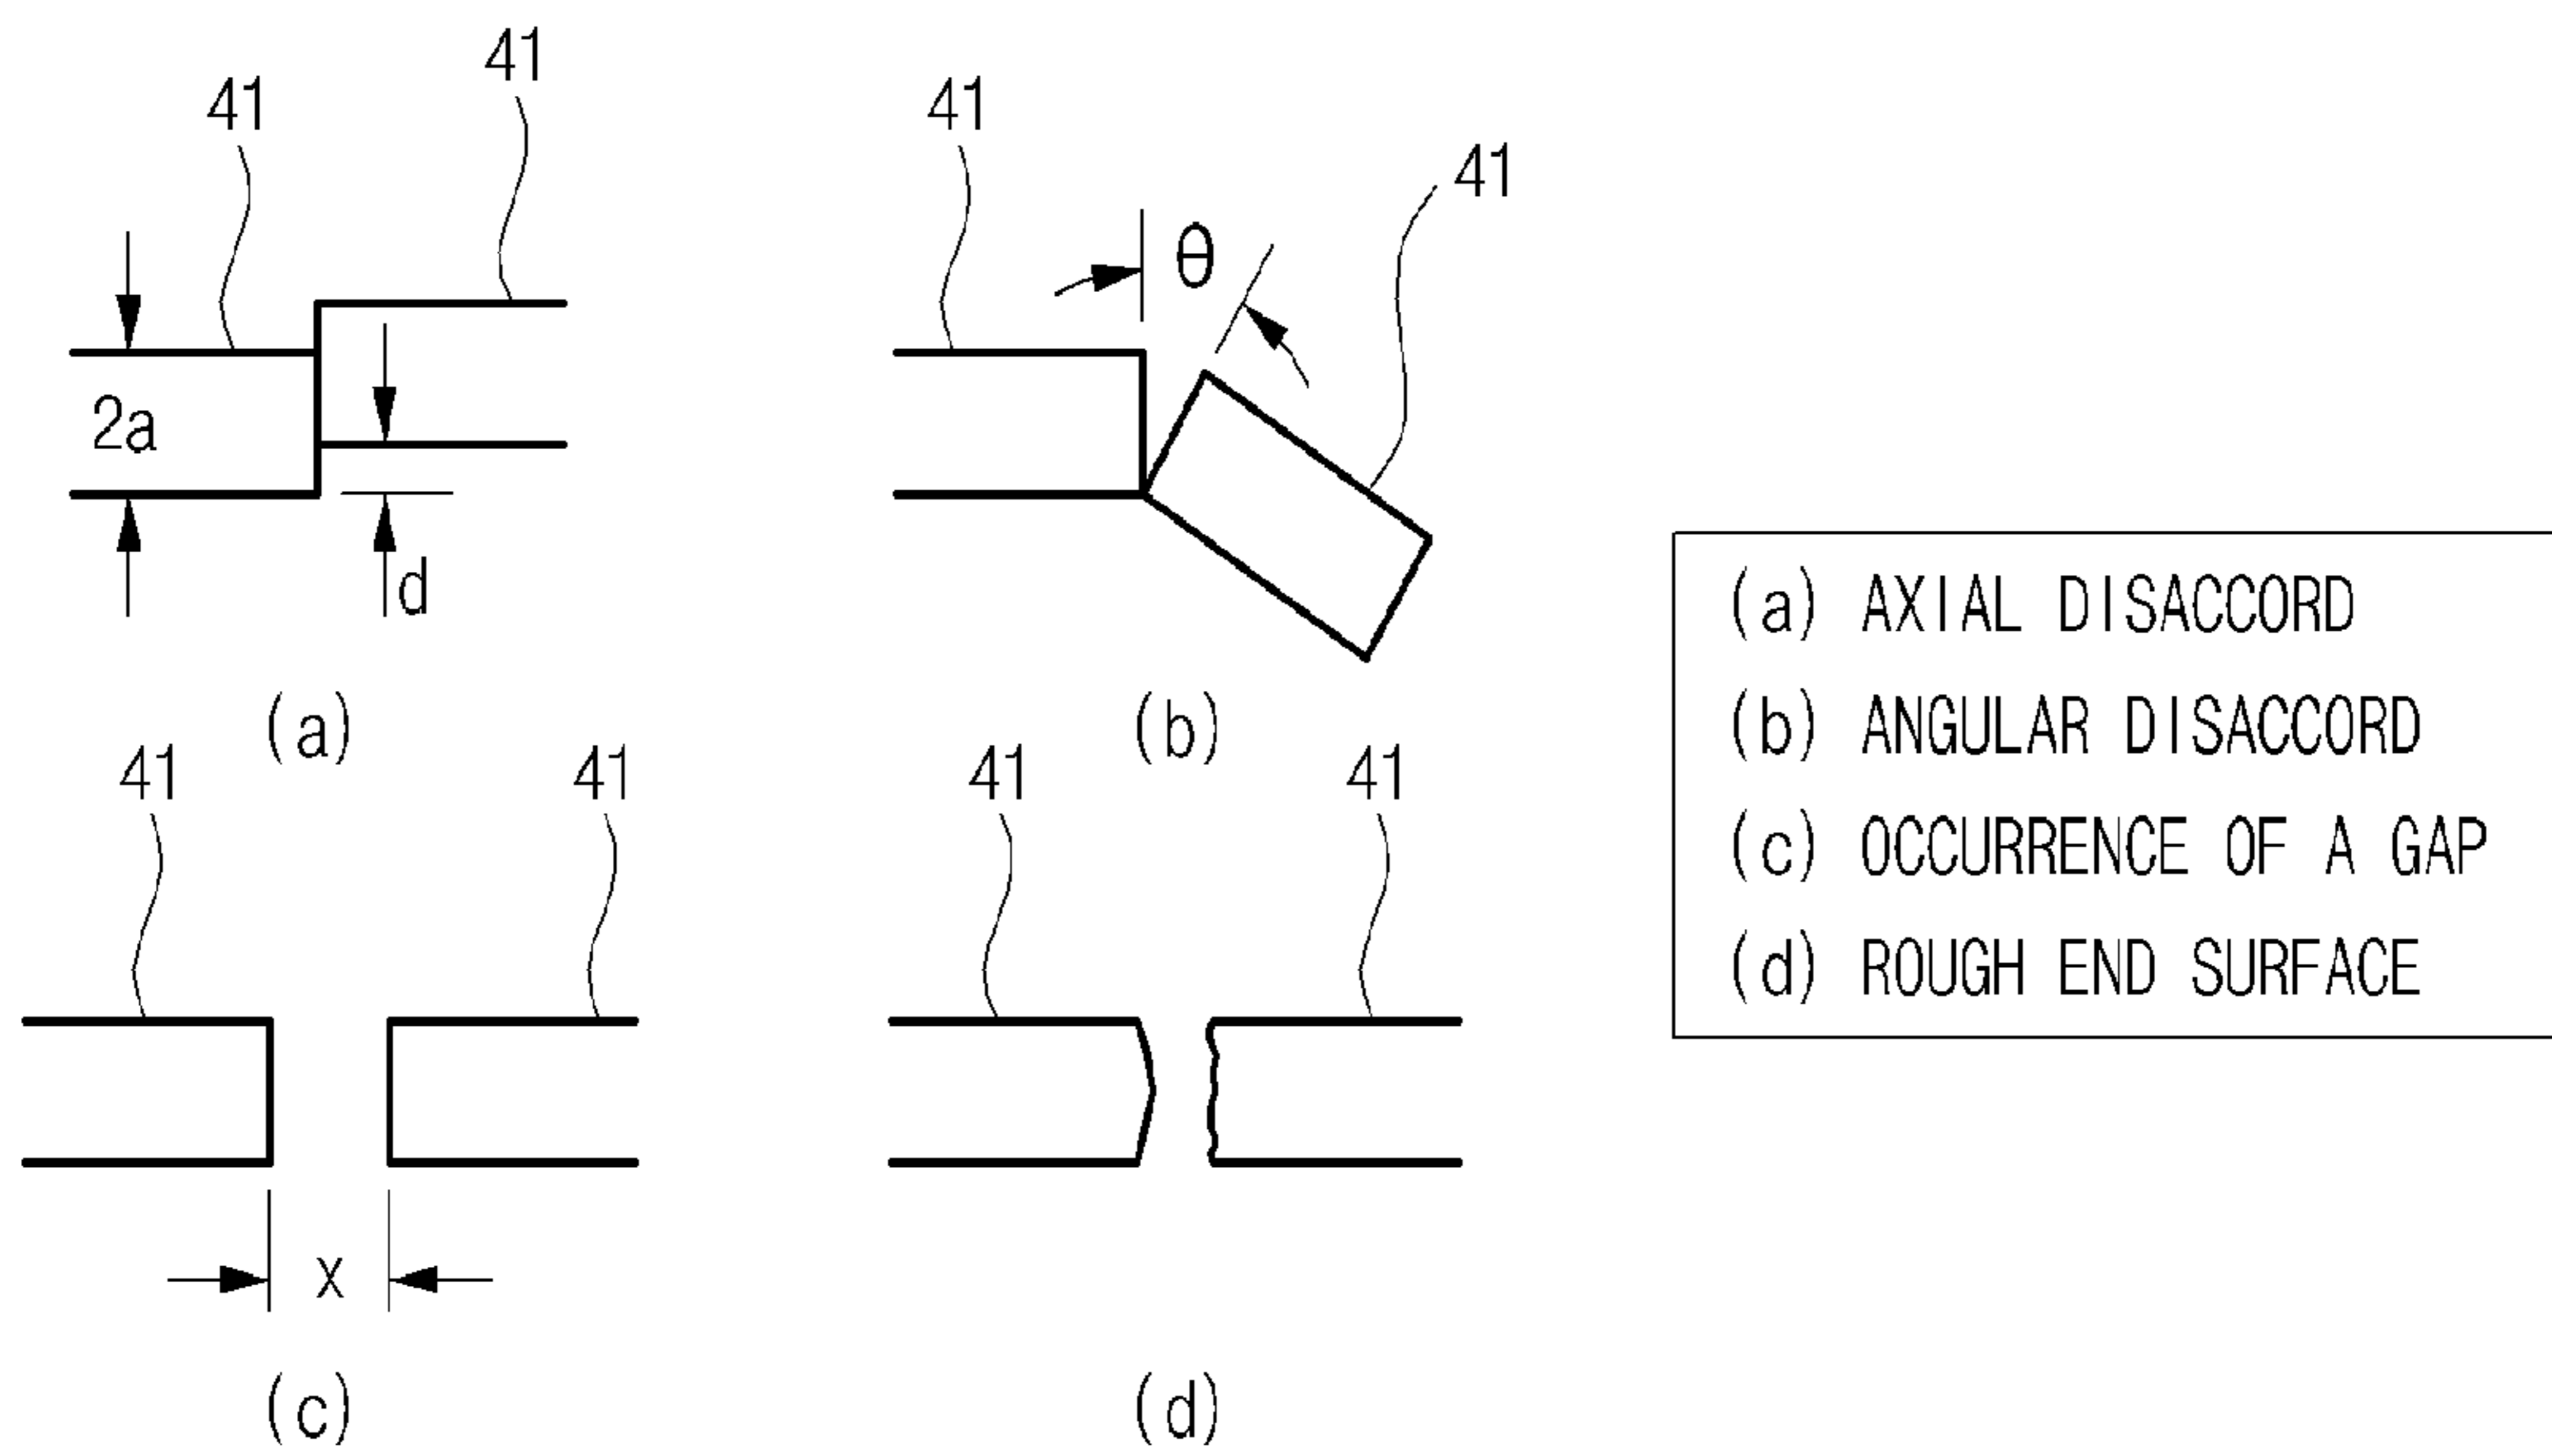 41
41
2a
d
(a)
41
41
θ
(b)
41
41
x
(c)
41
41
(d)
(a) AXIAL DISACCORD
(b) ANGULAR DISACCORD
(c) OCCURRENCE OF A GAP
(d) ROUGH END SURFACE